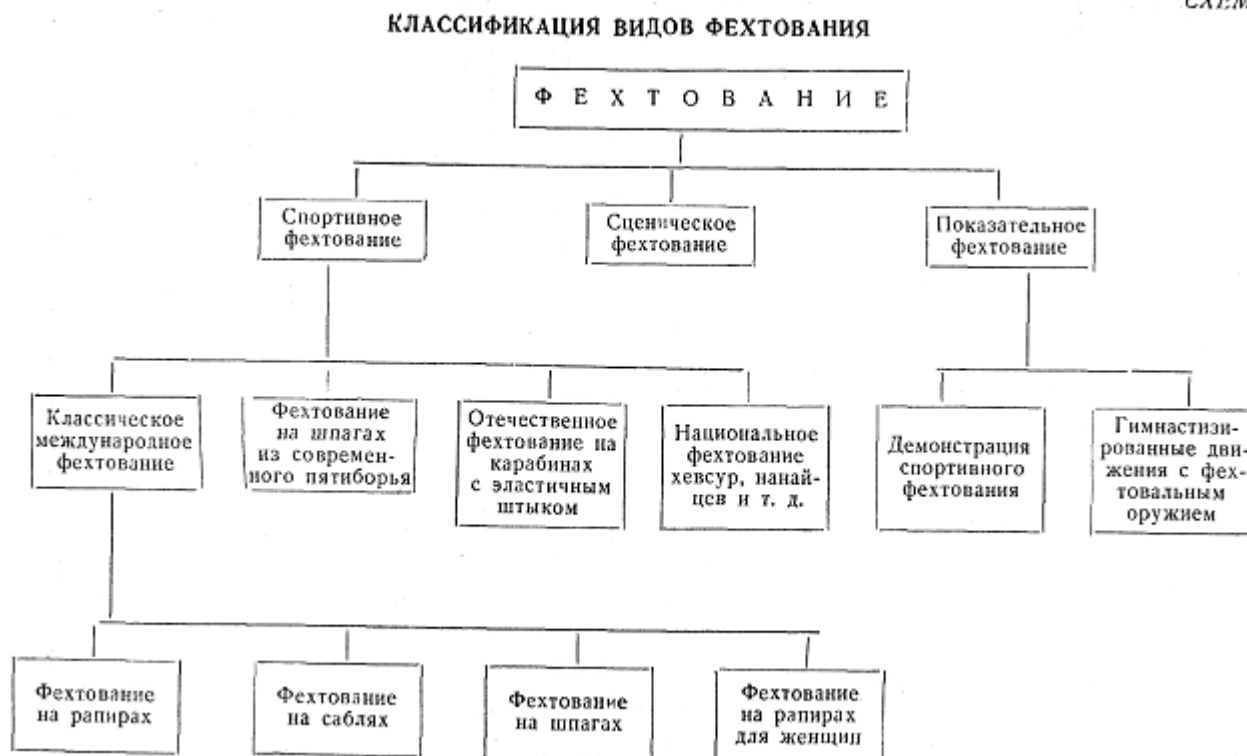 СХЕМ
КЛАССИФИКАЦИЯ ВИДОВ ФЕХТОВАНИЯ
ФЕХТОВАНИЕ
Спортивное
фехтование
Сценическое
фехтование
Показательное
фехтование
Классическое
международное
фехтование
Фехтование
на шпагах
из современ-
ного пятиборья
Отечественное
фехтование на
карабинах
с эластичным
штыком
Национальное
фехтование
хевсур, нанай-
цев и т. д.
Демонстрация
спортивного
фехтования
Гимнастизи-
рованные дви-
жения с фех-
товальным
оружием
Фехтование
на рапирах
Фехтование
на саблях
Фехтование
на шпагах
Фехтование
на рапирах
для женщин